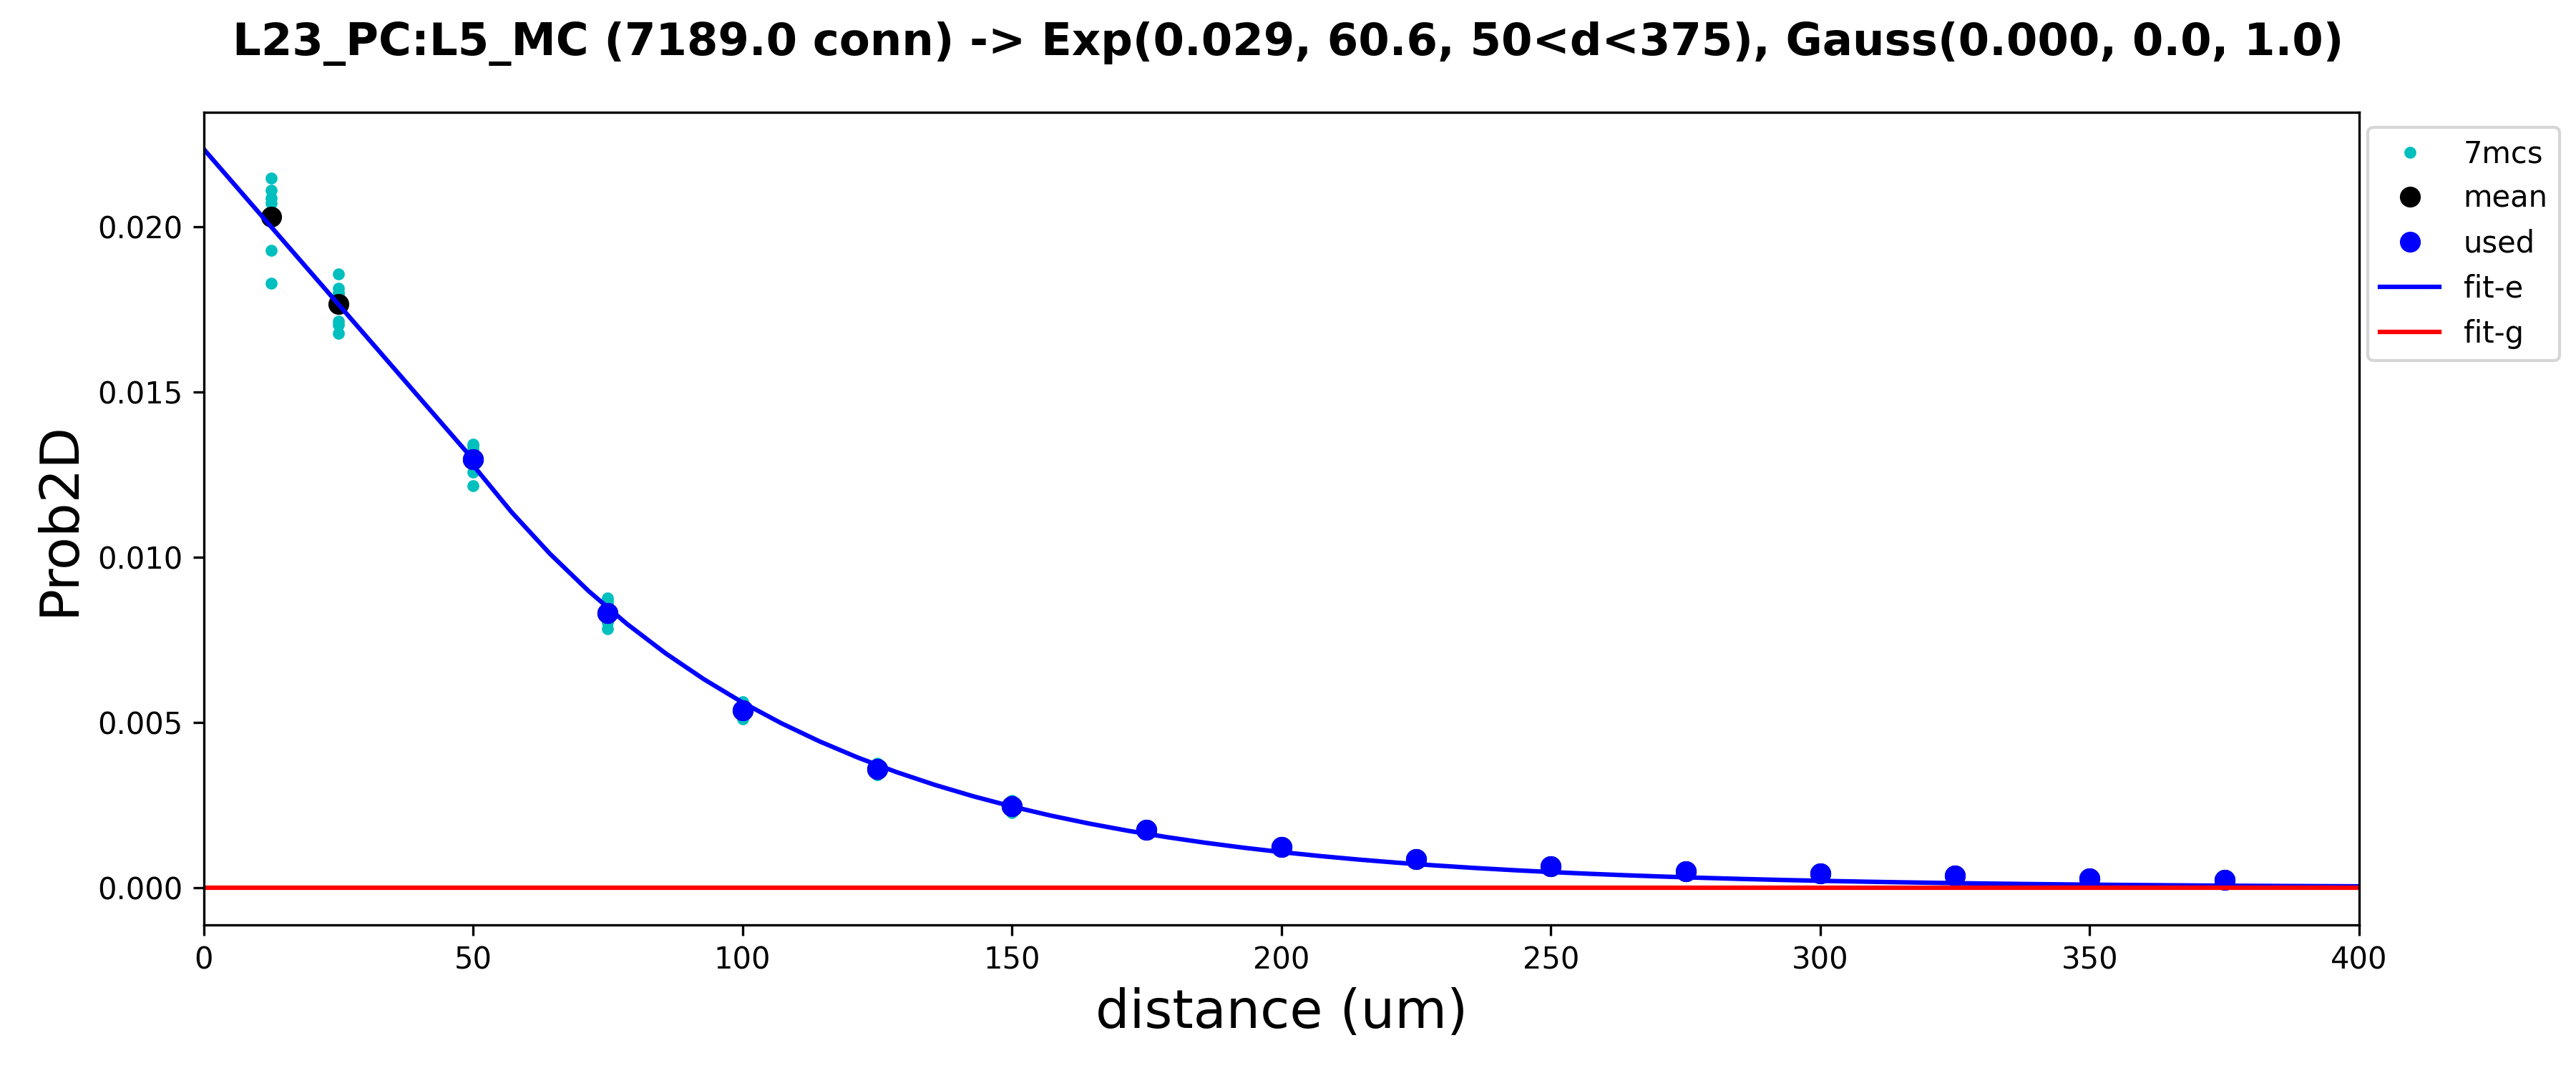 L23_PC:L5_MC (7189.0 conn) -> Exp(0.029, 60.6, 50<d<375), Gauss(0.000, 0.0, 1.0)
7mcs
mean
used
fit-e
fit-g
Prob2D
0.020
0.015
0.010
0.005
0.000
0 50 100 150 200 250 300 350 400
distance (um)